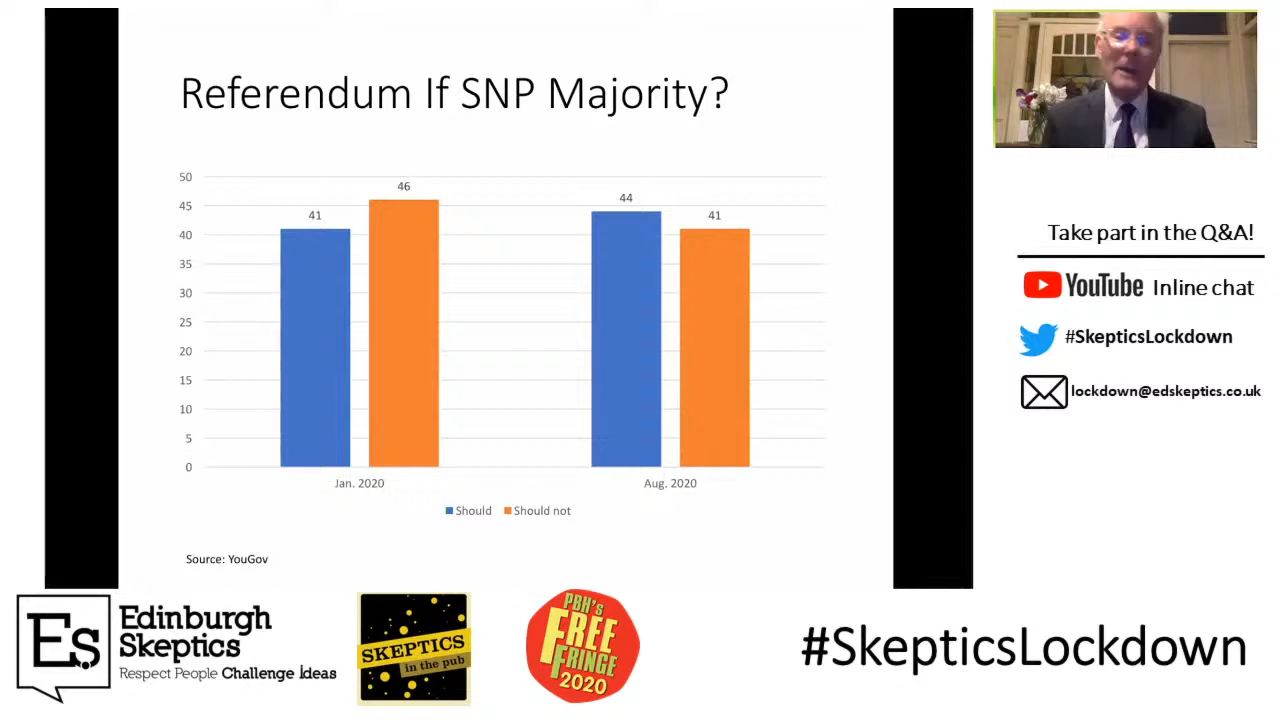 Referendum If SNP Majority?
50
45
40
35
30
25
20
15
10
5
0
41
46
44
41
Jan. 2020
Aug. 2020
Should
Should not
Source: YouGov
Take part in the Q&A!
YouTube Inline chat
#SkepticsLockdown
lockdown@edskeptics.co.uk
Es
Edinburgh
Skeptics
Respect People Challenge Ideas
SKEPTICS
in the pub
PBH's
FREE
FRINGE
2020
#SkepticsLockdown